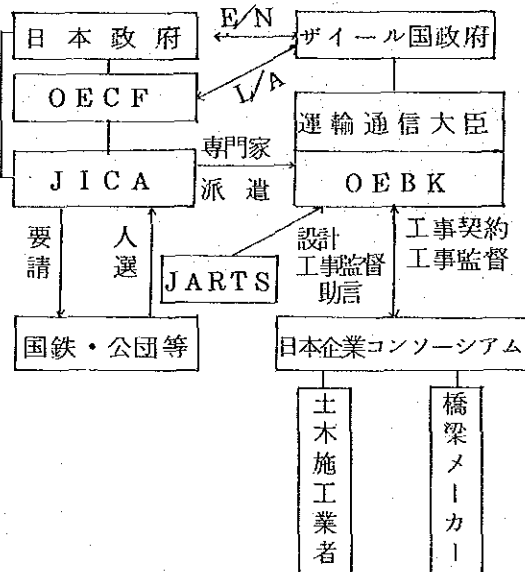 E/N
日本政府
ザイール国政府
OECF
L/A
運輸通信大臣
専門家
派遣
JICA
OEBK
要請
人選
JARTS
設計
工事監督
助言
工事契約
工事監督
国鉄・公団等
日本企業コンソーシアム
土木施工業者
橋梁メーカー